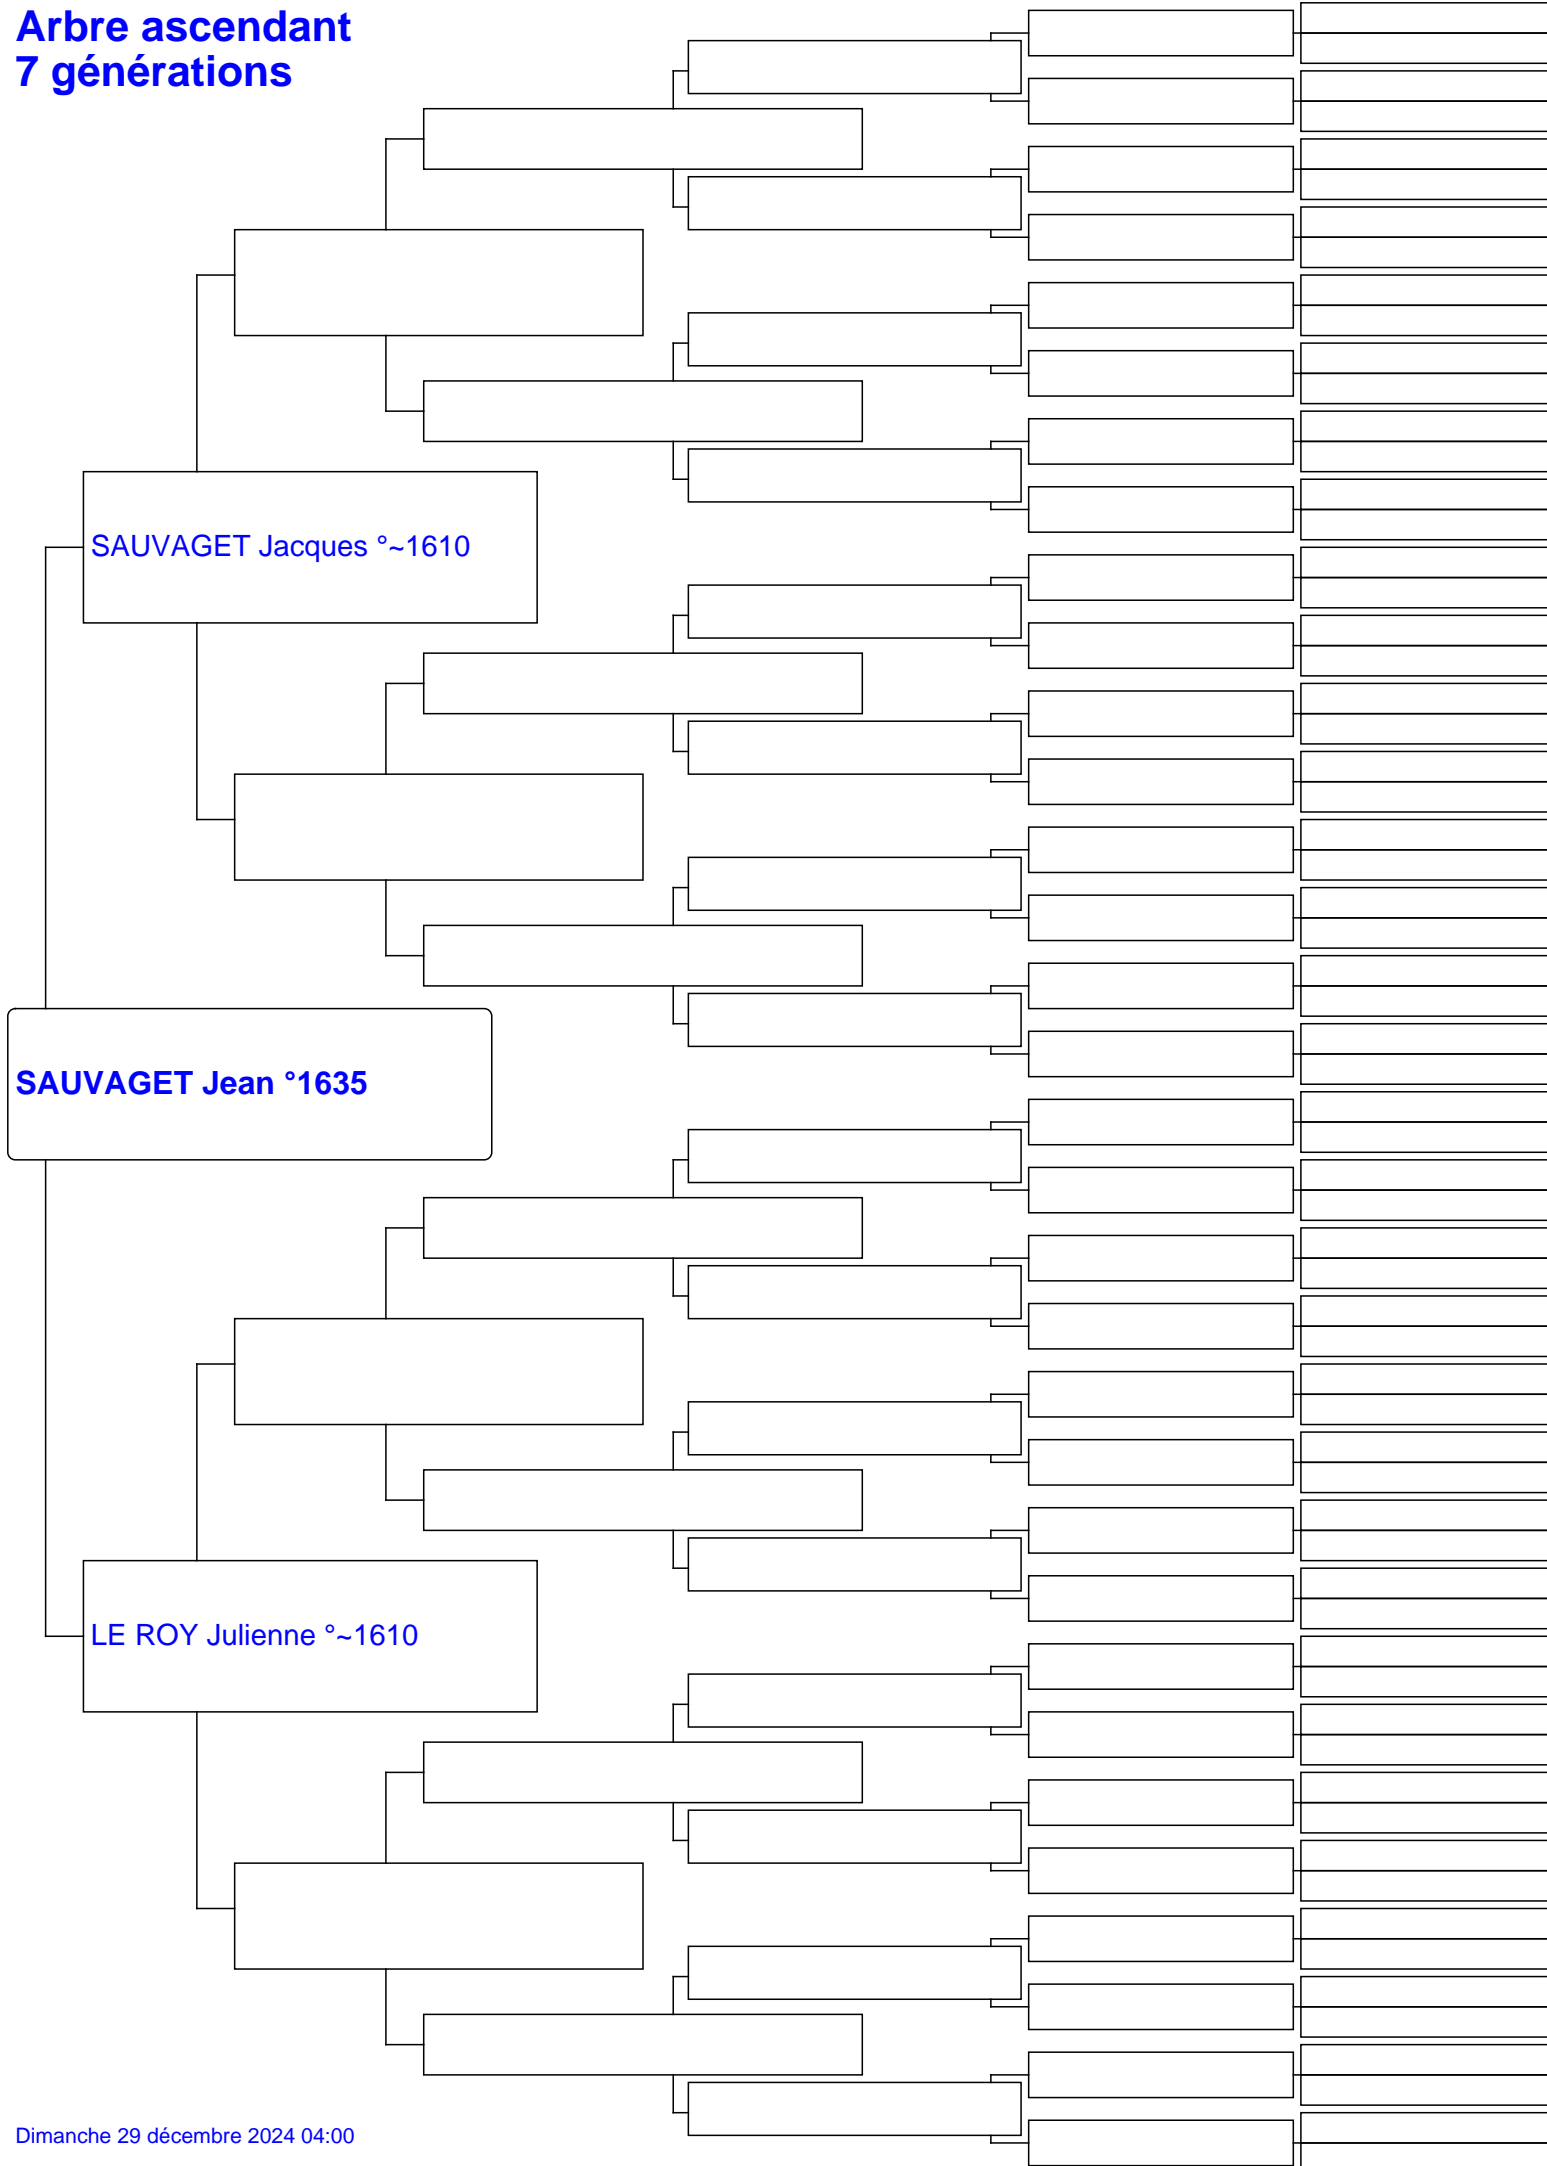 Arbre ascendant
7 générations
SAUVAGET Jacques °~1610
SAUVAGET Jean °1635
LE ROY Julienne °~1610
Dimanche 29 décembre 2024 04:00